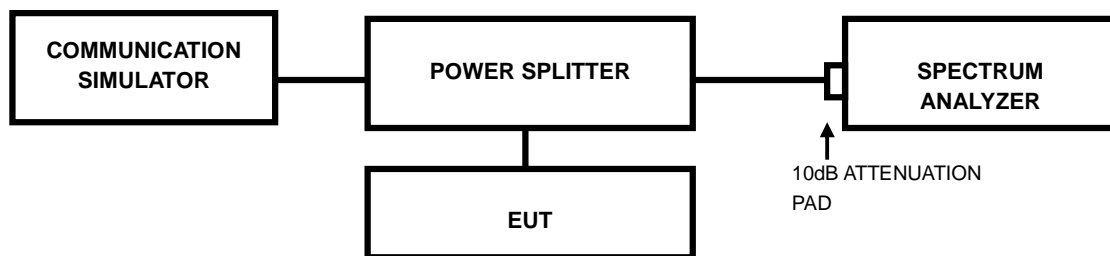 COMMUNICATION
SIMULATOR
POWER SPLITTER
SPECTRUM
ANALYZER
10dB ATTENUATION
PAD
EUT